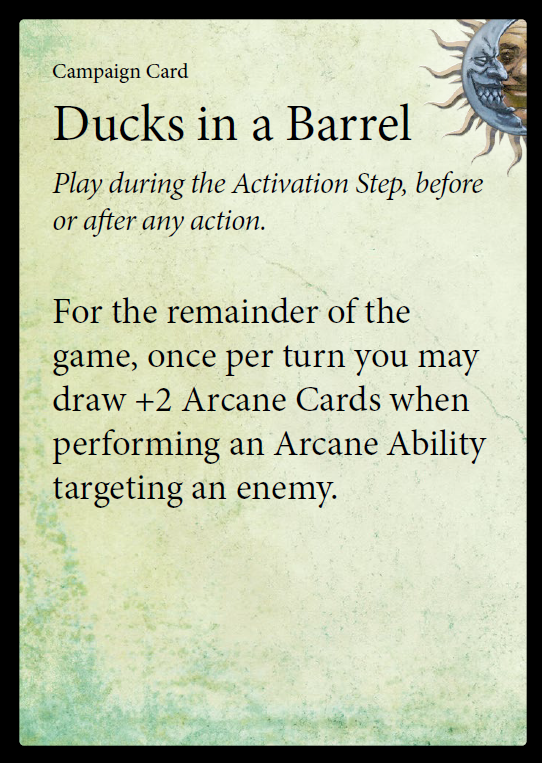 Campaign Card
Ducks in a Barrel
Play during the Activation Step, before
or after any action.
For the remainder of the
game, once per turn you may
draw +2 Arcane Cards when
performing an Arcane Ability
targeting an enemy.